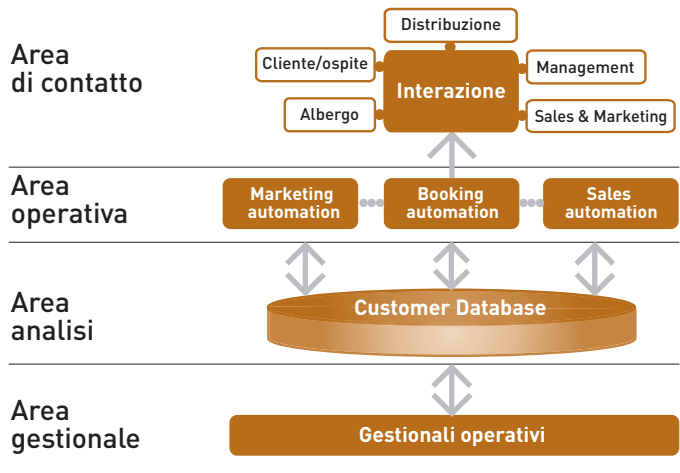 Area
di contatto
Distribuzione
Cliente/ospite
Interazione
Management
Albergo
Sales & Marketing
Area
operativa
Marketing
automation
Booking
automation
Sales
automation
Area
analisi
Customer Database
Area
gestionale
Gestionali operativi